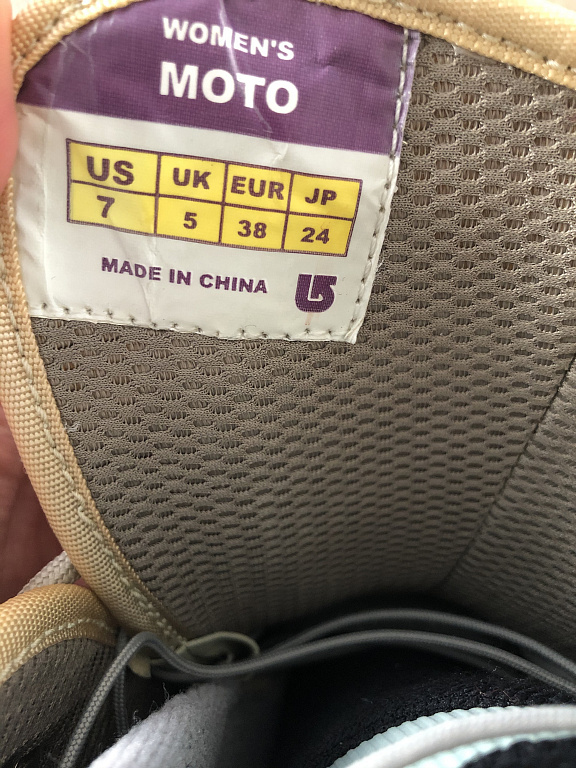 WOMEN'S
MOTO
US UK EUR JP
7 5 38 24
MADE IN CHINA